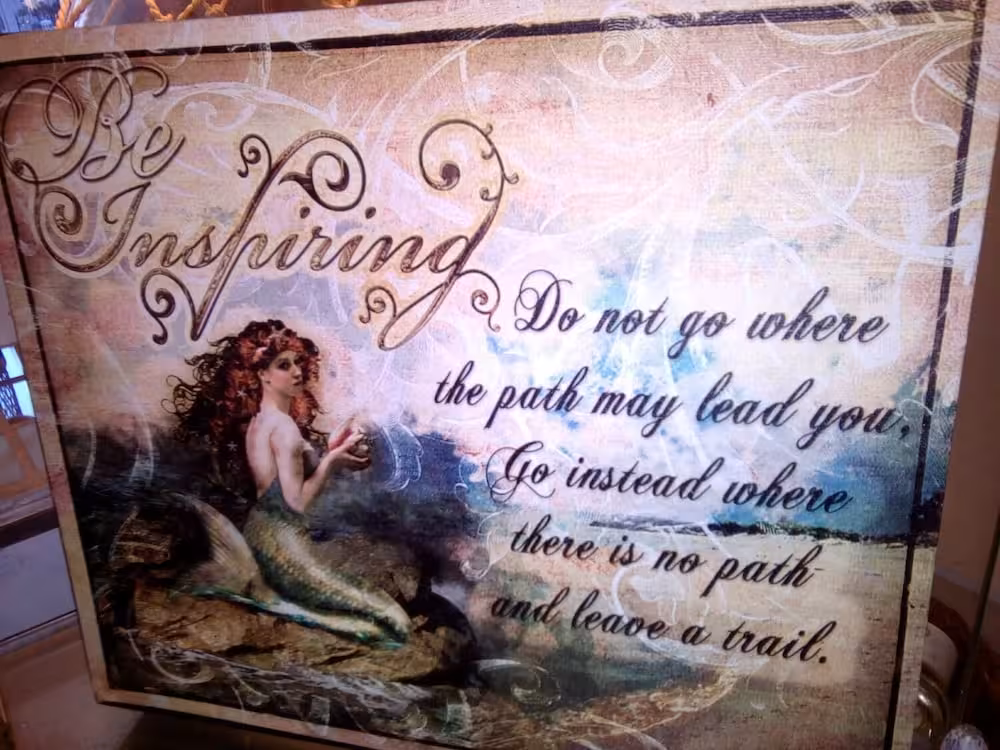 Be
Inspiring
Do not go where
the path may lead you,
Go instead where
there is no path
and leave a trail.